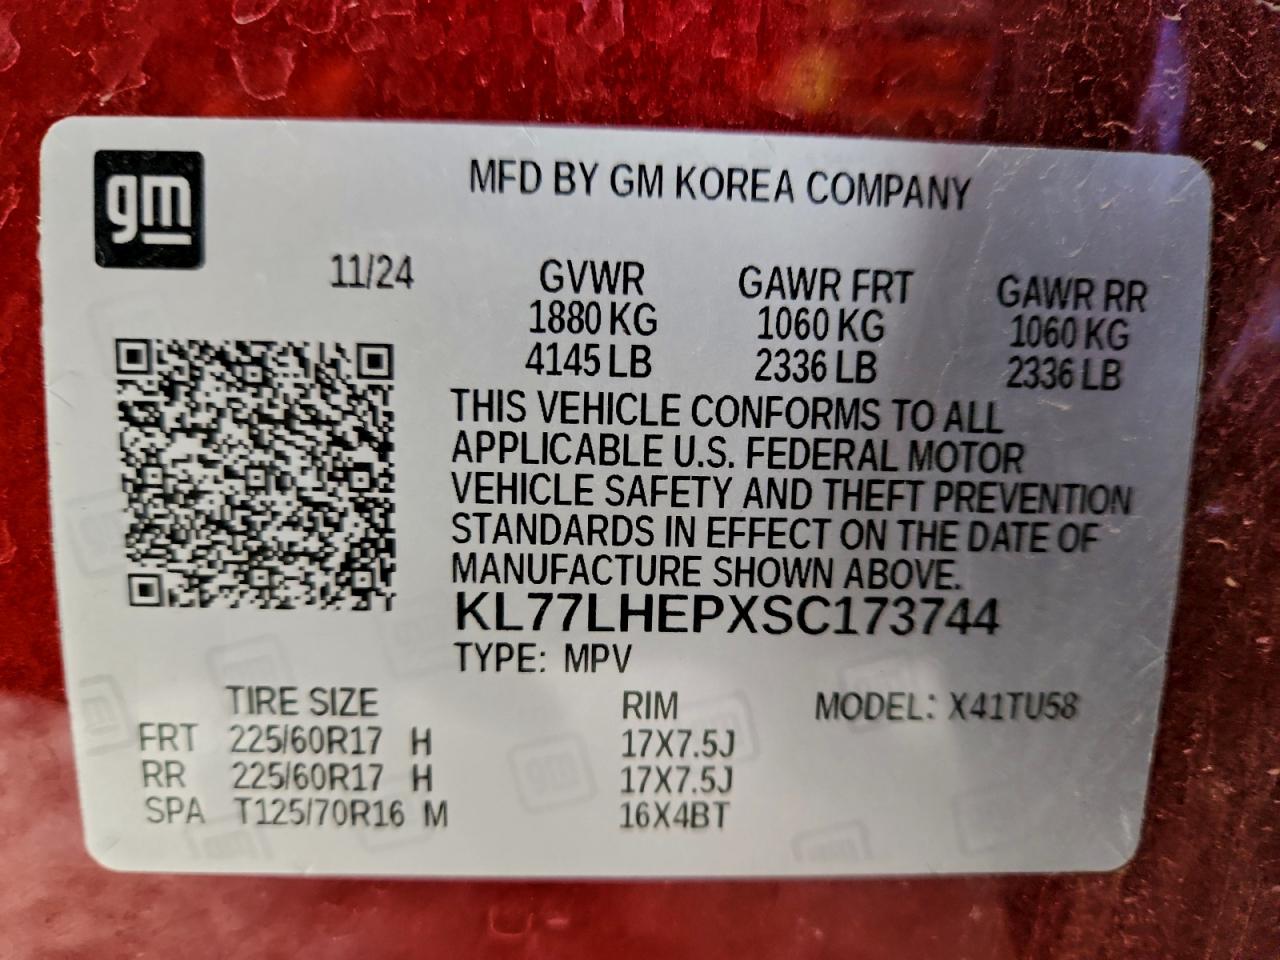 gm
MFD BY GM KOREA COMPANY
11/24
GVWR GAWR FRT GAWR RR
1880 KG 1060 KG 1060 KG
4145 LB 2336 LB 2336 LB
THIS VEHICLE CONFORMS TO ALL
APPLICABLE U.S. FEDERAL MOTOR
VEHICLE SAFETY AND THEFT PREVENTION
STANDARDS IN EFFECT ON THE DATE OF
MANUFACTURE SHOWN ABOVE.
KL77LHEPXSC173744
TYPE: MPV
TIRE SIZE RIM MODEL: X41TU58
FRT 225/60R17 H 17X7.5J
RR 225/60R17 H 17X7.5J
SPA T125/70R16 M 16X4BT